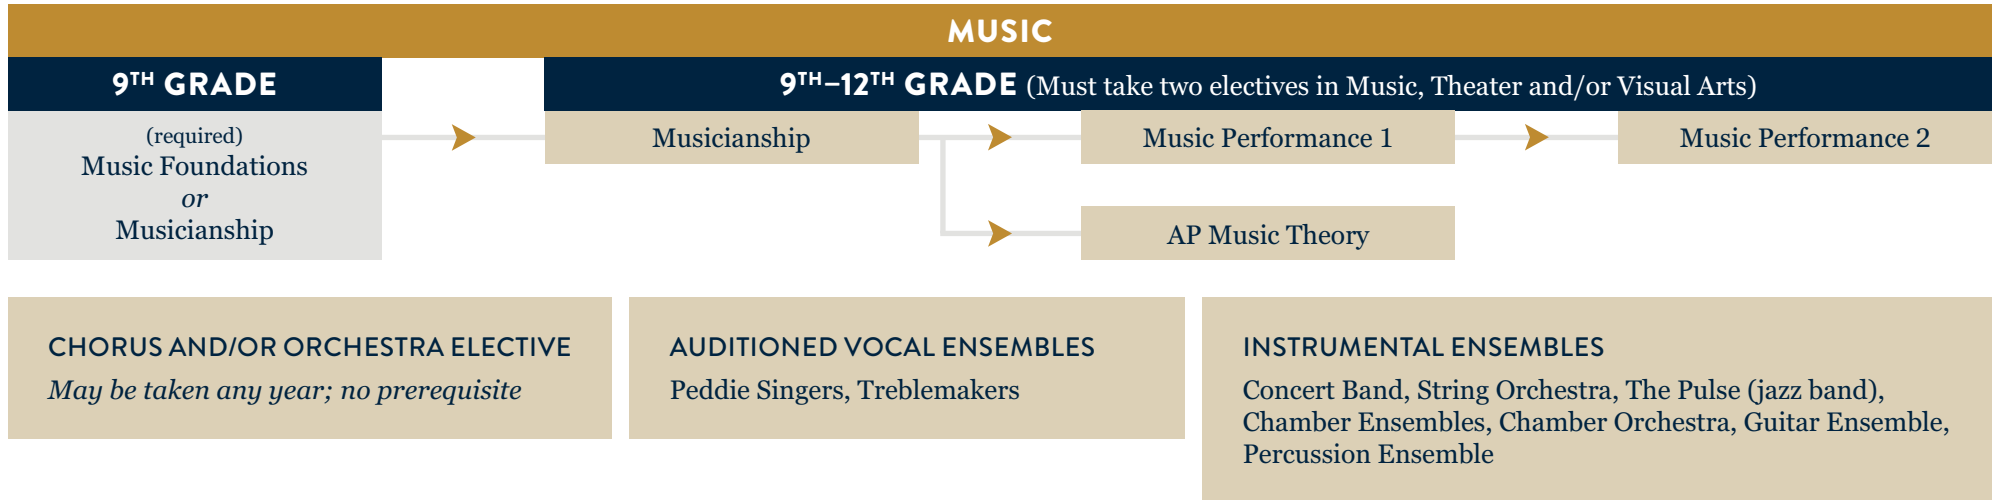 MUSIC
9TH GRADE
9TH–12TH GRADE (Must take two electives in Music, Theater and/or Visual Arts)
(required)
Music Foundations
or
Musicianship
Musicianship
Music Performance 1
Music Performance 2
AP Music Theory
CHORUS AND/OR ORCHESTRA ELECTIVE
May be taken any year; no prerequisite
AUDITIONED VOCAL ENSEMBLES
Peddie Singers, Treblemakers
INSTRUMENTAL ENSEMBLES
Concert Band, String Orchestra, The Pulse (jazz band),
Chamber Ensembles, Chamber Orchestra, Guitar Ensemble,
Percussion Ensemble